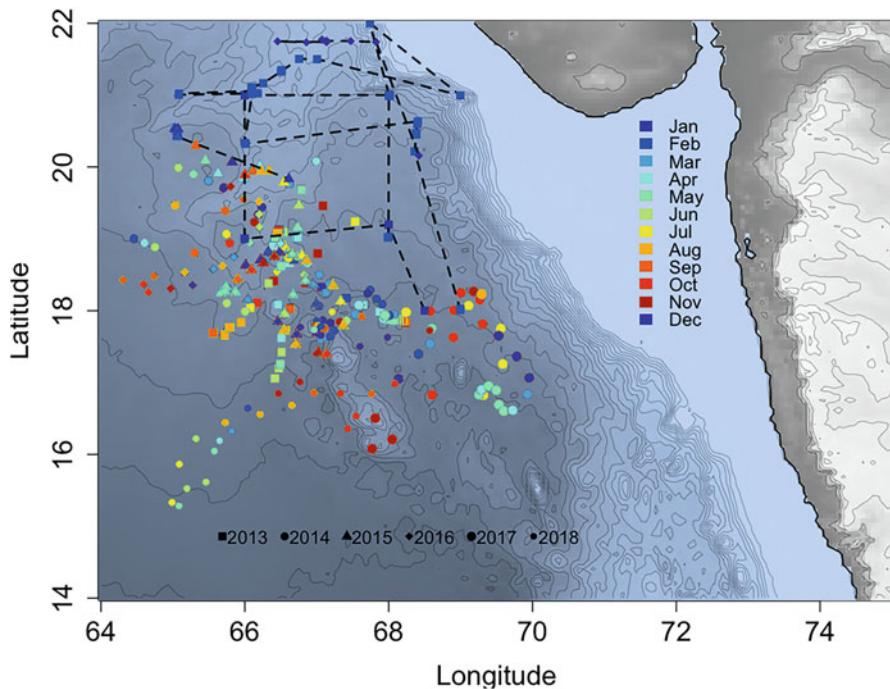 22
20
18
16
14
Latitude
Jan
Feb
Mar
Apr
May
Jun
Jul
Aug
Sep
Oct
Nov
Dec
2013 2014 2015 2016 2017 2018
64 66 68 70 72 74
Longitude